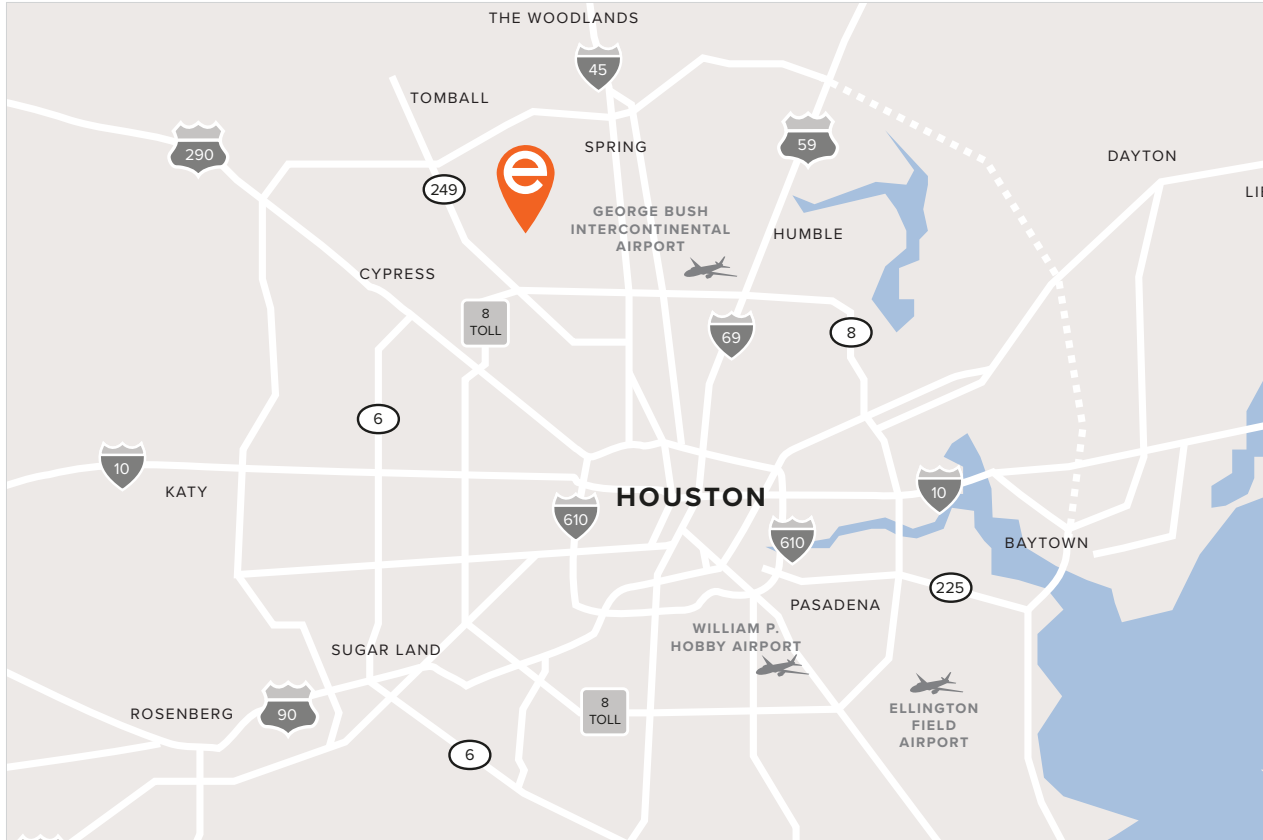 THE WOODLANDS
45
TOMBALL
59
290
SPRING
DAYTON
e
249
LIE
GEORGE BUSH
INTERCONTINENTAL
AIRPORT
HUMBLE
CYPRESS
8
TOLL
69
8
6
10
KATY
HOUSTON
10
610
610
BAYTOWN
225
PASADENA
WILLIAM P.
HOBBY AIRPORT
SUGAR LAND
ROSENBERG
90
8
TOLL
ELLINGTON
FIELD
AIRPORT
6